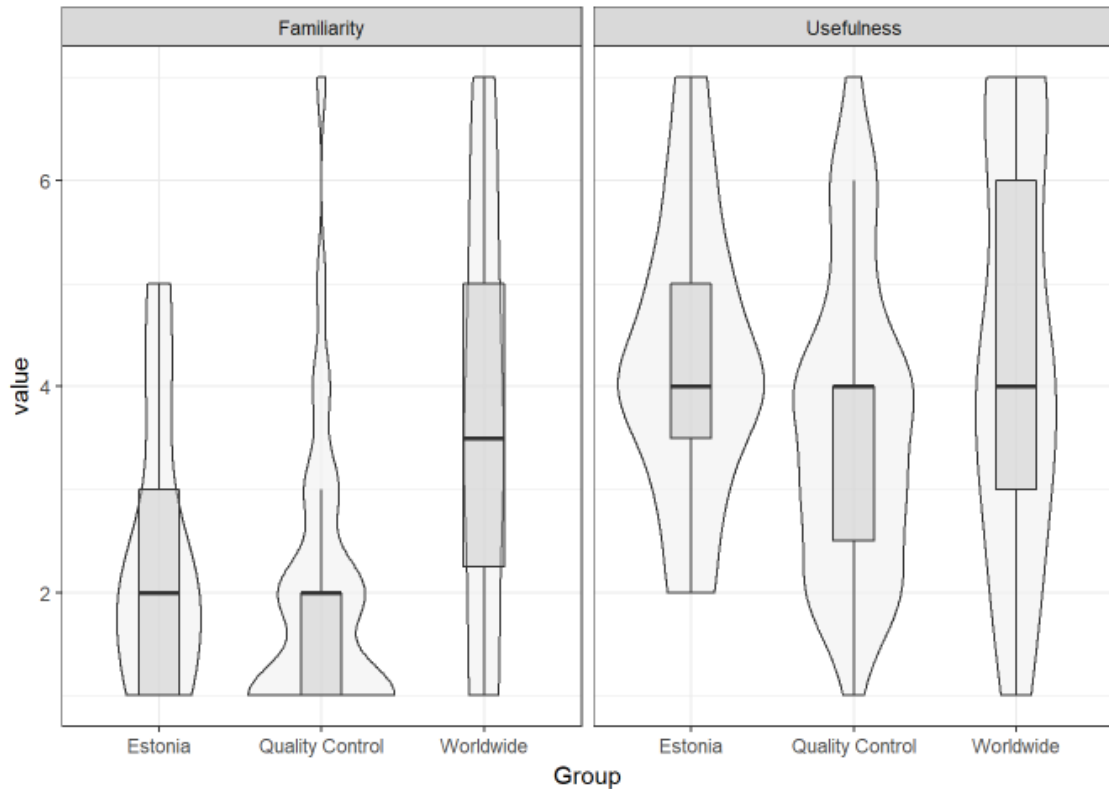 Familiarity
Usefulness
value
6
4
2
Estonia
Quality Control
Worldwide
Estonia
Quality Control
Worldwide
Group